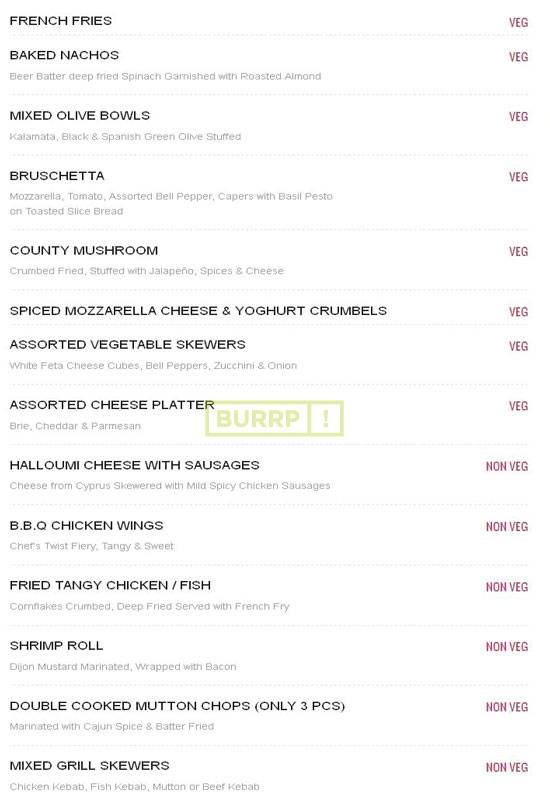 FRENCH FRIES VEG
BAKED NACHOS VEG
Beer Batter deep fried Spinach Garnished with Roasted Almond
MIXED OLIVE BOWLS VEG
Kalamata, Black & Spanish Green Olive Stuffed
BRUSCHETTA VEG
Mozzarella, Tomato, Assorted Bell Pepper, Capers with Basil Pesto
on Toasted Slice Bread
COUNTY MUSHROOM VEG
Crumbed Fried, Stuffed with Jalapeño, Spices & Cheese
SPICED MOZZARELLA CHEESE & YOGHURT CRUMBELS VEG
ASSORTED VEGETABLE SKEWERS VEG
White Feta Cheese Cubes, Bell Peppers, Zucchini & Onion
ASSORTED CHEESE PLATTER VEG
BURRP!
Brie, Cheddar & Parmesan
HALLOUMI CHEESE WITH SAUSAGES NON VEG
Cheese from Cyprus Skewered with Mild Spicy Chicken Sausages
B.B.Q CHICKEN WINGS NON VEG
Chef's Twist Fiery, Tangy & Sweet
FRIED TANGY CHICKEN / FISH NON VEG
Cornflakes Crumbed, Deep Fried Served with French Fry
SHRIMP ROLL NON VEG
Dijon Mustard Marinated, Wrapped with Bacon
DOUBLE COOKED MUTTON CHOPS (ONLY 3 PCS) NON VEG
Marinated with Cajun Spice & Batter Fried
MIXED GRILL SKEWERS NON VEG
Chicken Kebab, Fish Kebab, Mutton or Beef Kebab